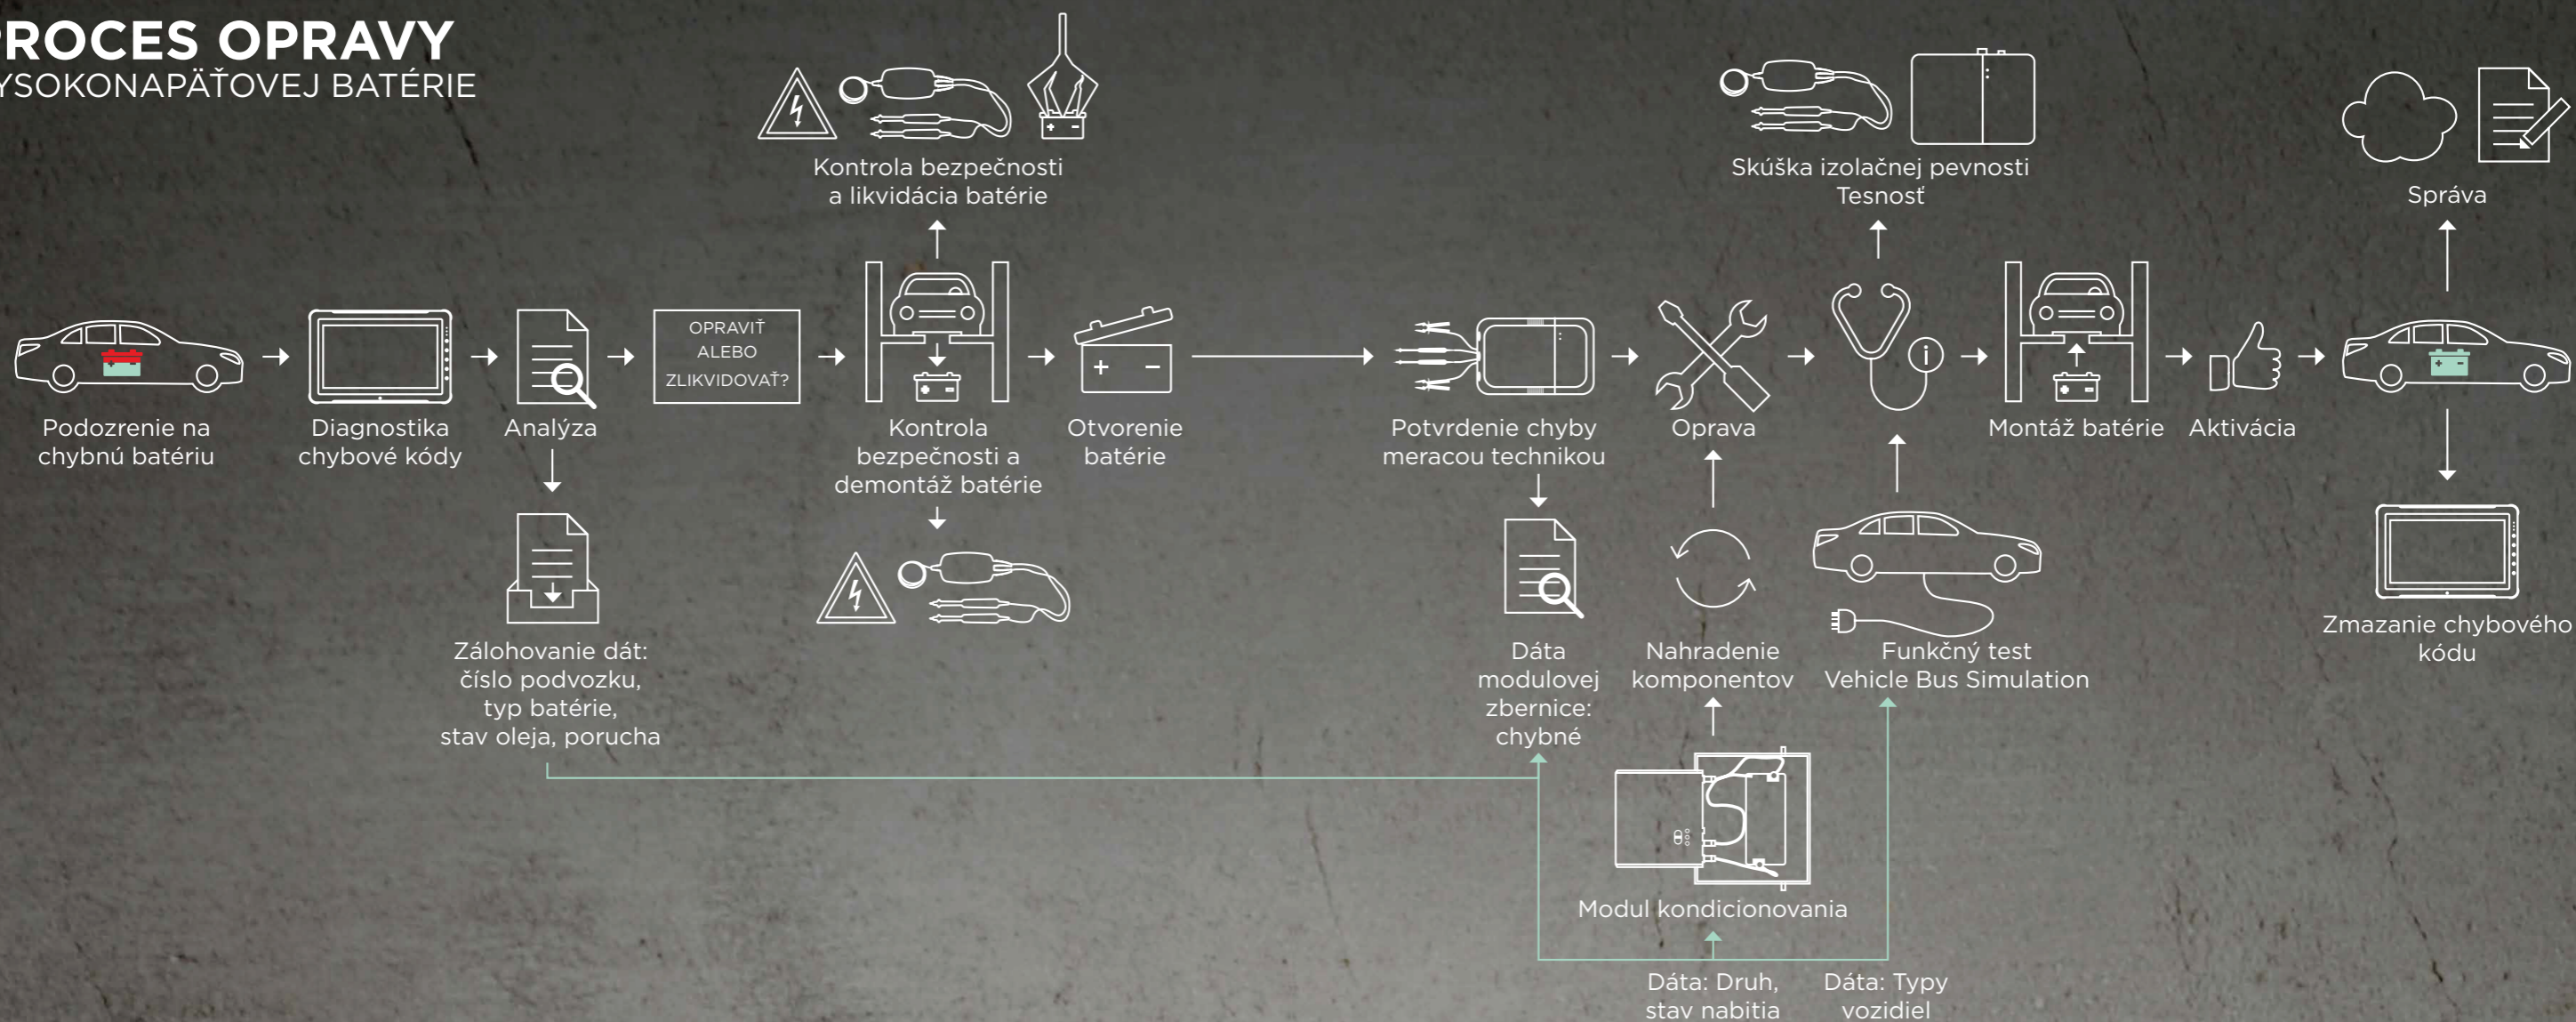 ROCES OPRAVY
YSOKONAPÄŤOVEJ BATÉRIE
Kontrola bezpečnosti
a likvidácia batérie
Skúška izolačnej pevnosti
Tesnosť
Správa
OPRAVIŤ
ALEBO
ZLIKVIDOVAŤ?
Podozrenie na
chybnú batériu
Diagnostika
chybové kódy
Analýza
Kontrola
bezpečnosti a
demontáž batérie
Otvorenie
batérie
Potvrdenie chyby
meracou technikou
Oprava
Montáž batérie
Aktivácia
Zálohovanie dát:
číslo podvozku,
typ batérie,
stav oleja, porucha
Dáta
modulovej
zbernice:
chybné
Nahradenie
komponentov
Funkčný test
Vehicle Bus Simulation
Zmazanie chybového
kódu
Modul kondicionovania
Dáta: Druh,
stav nabitia
Dáta: Typy
vozidiel